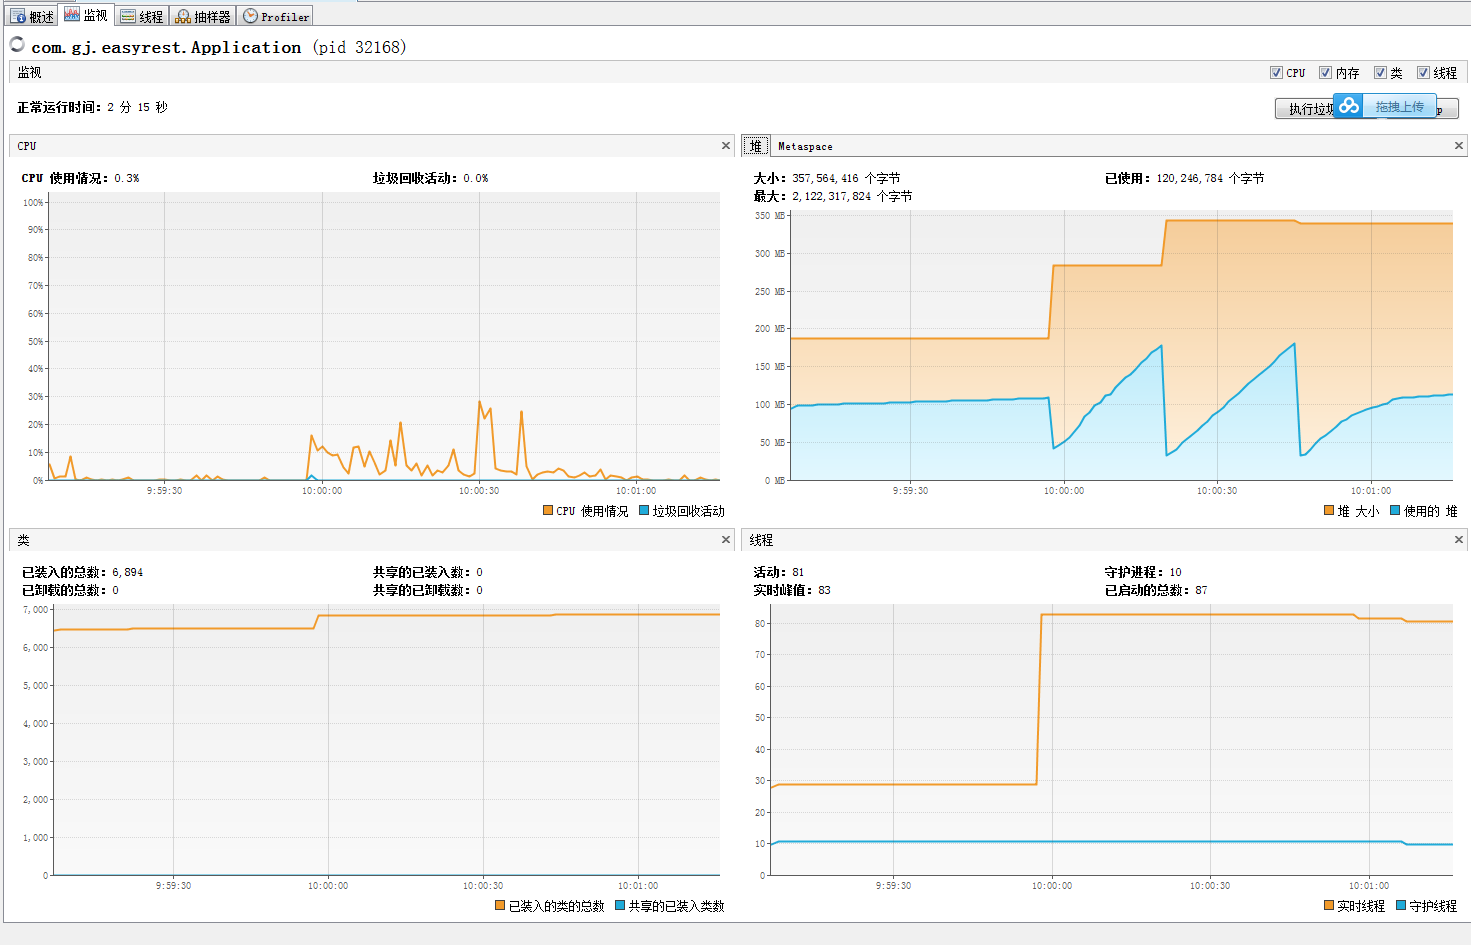 概述 监视 线程 抽样器 Profiler
com.gj.easyrest.Application (pid 32168)
监视
CPU 内存 类 线程
正常运行时间: 2 分 15 秒
执行垃圾 拖拽上传 p
CPU
CPU 使用情况: 0.3% 垃圾回收活动: 0.0%
100%
90%
80%
70%
60%
50%
40%
30%
20%
10%
0%
9:59:30 10:00:00 10:00:30 10:01:00
CPU 使用情况 垃圾回收活动
堆 Metaspace
大小: 357,564,416 个字节 已使用: 120,246,784 个字节
最大: 2,122,317,824 个字节
350 MB
300 MB
250 MB
200 MB
150 MB
100 MB
50 MB
0 MB
9:59:30 10:00:00 10:00:30 10:01:00
堆 大小 使用的 堆
类
已装入的总数: 6,894 共享的已装入数: 0
已卸载的总数: 0 共享的已卸载数: 0
7,000
6,000
5,000
4,000
3,000
2,000
1,000
0
9:59:30 10:00:00 10:00:30 10:01:00
已装入的类的总数 共享的已装入类数
线程
活动: 81 守护进程: 10
实时峰值: 83 已启动的总数: 87
80
70
60
50
40
30
20
10
0
9:59:30 10:00:00 10:00:30 10:01:00
实时线程 守护线程